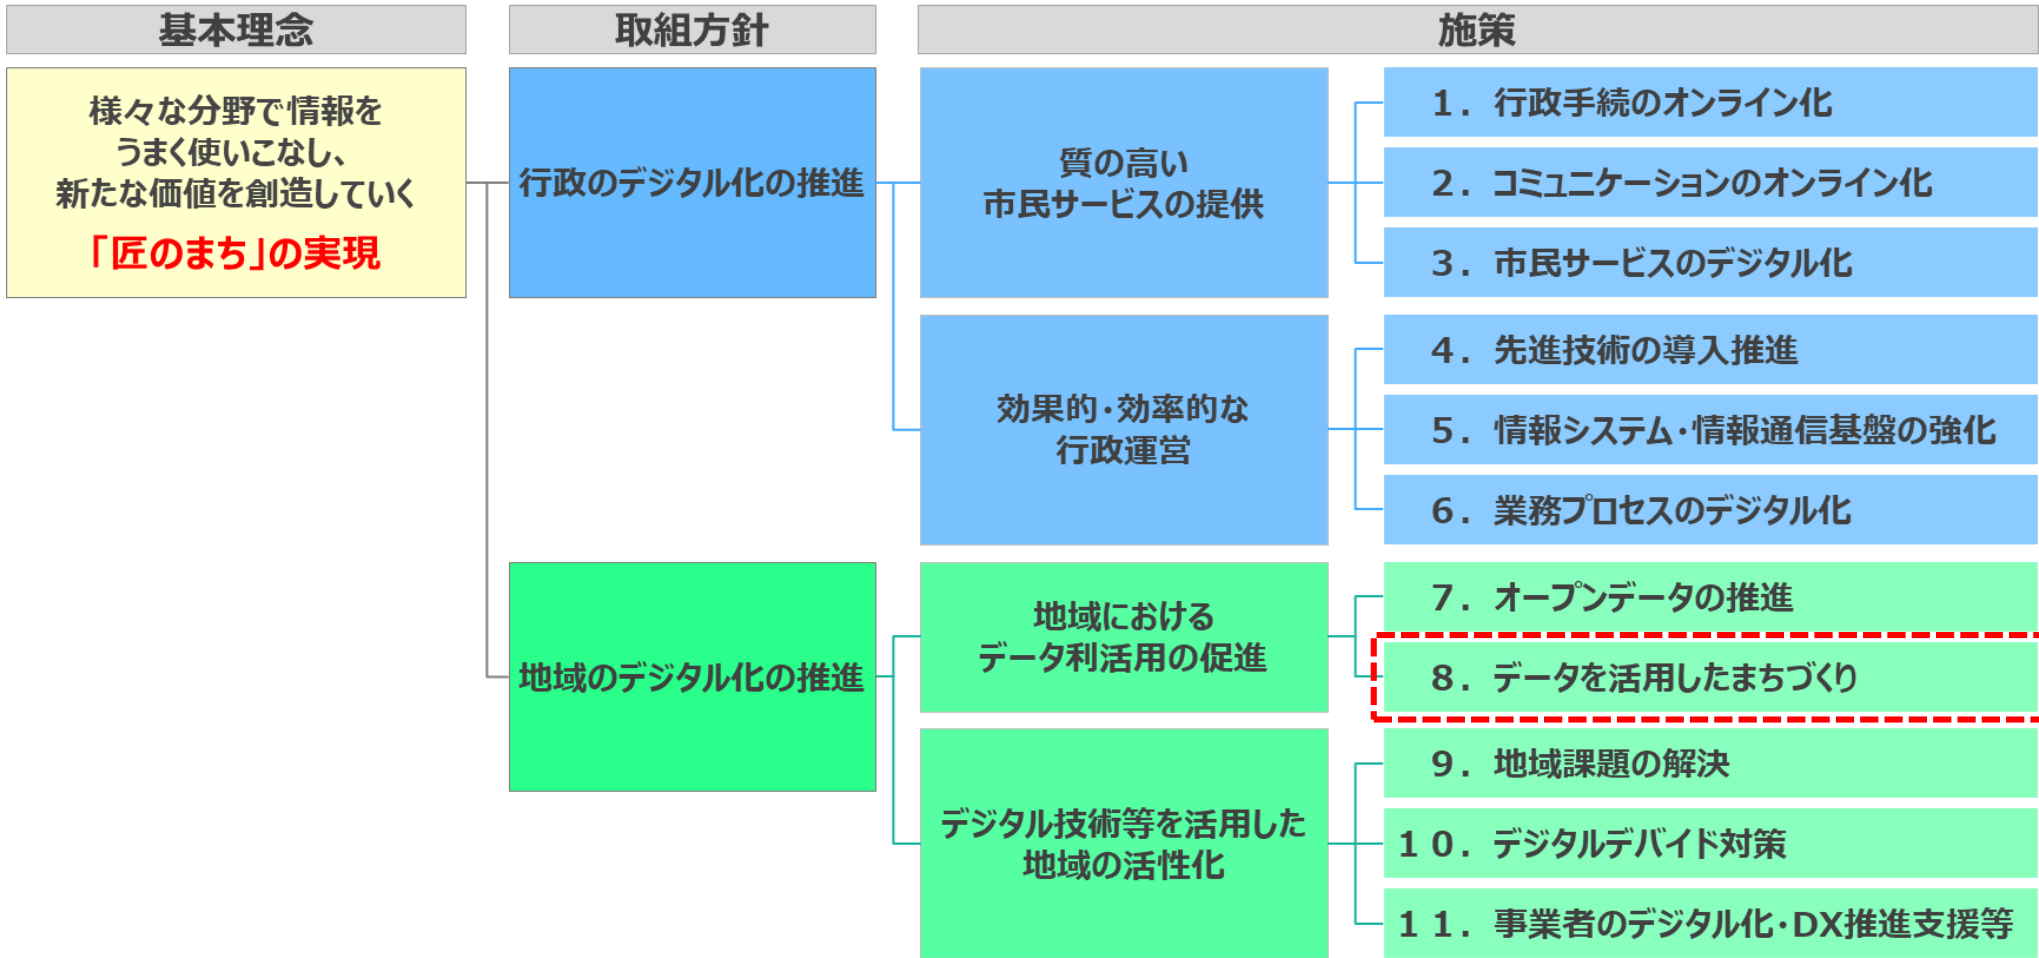 基本理念
取組方針
施策
様々な分野で情報を
うまく使いこなし、
新たな価値を創造していく
「匠のまち」の実現
行政のデジタル化の推進
質の高い
市民サービスの提供
１．行政手続のオンライン化
２．コミュニケーションのオンライン化
３．市民サービスのデジタル化
効果的・効率的な
行政運営
４．先進技術の導入推進
５．情報システム・情報通信基盤の強化
６．業務プロセスのデジタル化
地域のデジタル化の推進
地域における
データ利活用の促進
７．オープンデータの推進
８．データを活用したまちづくり
デジタル技術等を活用した
地域の活性化
９．地域課題の解決
１０．デジタルデバイド対策
１１．事業者のデジタル化・DX推進支援等